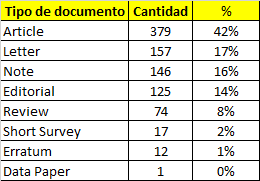 Tipo de documento Cantidad %
Article 379 42%
Letter 157 17%
Note 146 16%
Editorial 125 14%
Review 74 8%
Short Survey 17 2%
Erratum 12 1%
Data Paper 1 0%